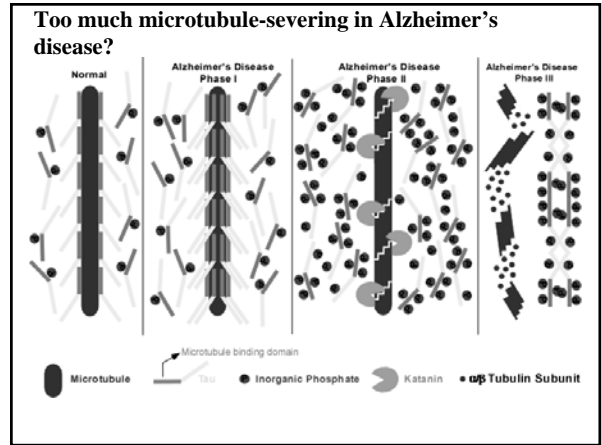 Too much microtubule-severing in Alzheimer's
disease?
Normal
Alzheimer's Disease
Phase I
Alzheimer's Disease
Phase II
Alzheimer's Disease
Phase III
Microtubule binding domain
Microtubule
Tau
Inorganic Phosphate
Katanin
α/β Tubulin Subunit